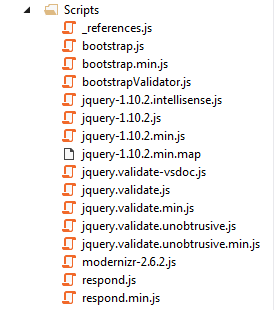 Scripts
_references.js
bootstrap.js
bootstrap.min.js
bootstrapValidator.js
jquery-1.10.2.intellisense.js
jquery-1.10.2.js
jquery-1.10.2.min.js
jquery-1.10.2.min.map
jquery.validate-vsdoc.js
jquery.validate.js
jquery.validate.min.js
jquery.validate.unobtrusive.js
jquery.validate.unobtrusive.min.js
modernizr-2.6.2.js
respond.js
respond.min.js